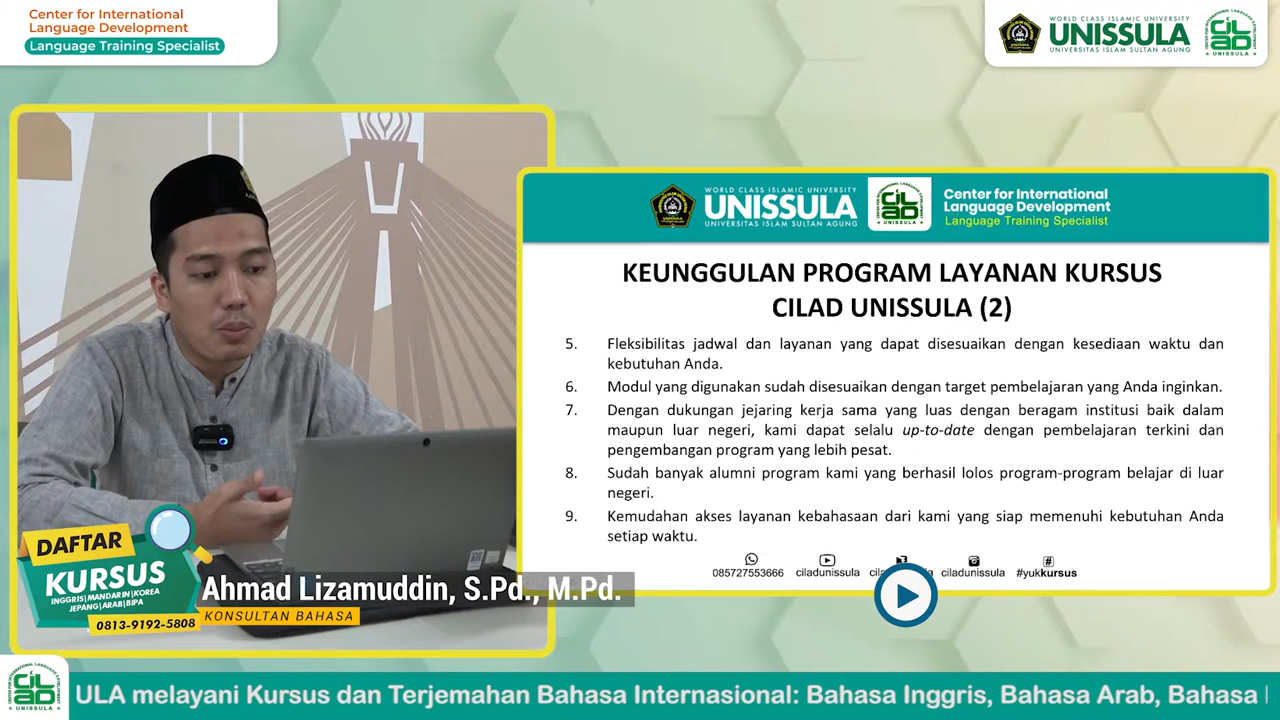 Center for International
Language Development
Language Training Specialist
WORLD CLASS ISLAMIC UNIVERSITY
UNISSULA
UNIVERSITAS ISLAM SULTAN AGUNG
CILAD
UNISSULA
WORLD CLASS ISLAMIC UNIVERSITY
UNISSULA
UNIVERSITAS ISLAM SULTAN AGUNG
CILAD
UNISSULA
Center for International
Language Development
Language Training Specialist
KEUNGGULAN PROGRAM LAYANAN KURSUS
CILAD UNISSULA (2)
5. Fleksibilitas jadwal dan layanan yang dapat disesuaikan dengan kesediaan waktu dan
kebutuhan Anda.
6. Modul yang digunakan sudah disesuaikan dengan target pembelajaran yang Anda inginkan.
7. Dengan dukungan jejaring kerja sama yang luas dengan beragam institusi baik dalam
maupun luar negeri, kami dapat selalu up-to-date dengan pembelajaran terkini dan
pengembangan program yang lebih pesat.
8. Sudah banyak alumni program kami yang berhasil lolos program-program belajar di luar
negeri.
9. Kemudahan akses layanan kebahasaan dari kami yang siap memenuhi kebutuhan Anda
setiap waktu.
085727553666 ciladunissula ciladunissula #yukkursus
DAFTAR
KURSUS
INGGRIS|MANDARIN|KOREA
JEPANG|ARAB|BIPA
0813-9192-5808
Ahmad Lizamuddin, S.Pd., M.Pd.
KONSULTAN BAHASA
CILAD
UNISSULA
ULA melayani Kursus dan Terjemahan Bahasa Internasional: Bahasa Inggris, Bahasa Arab, Bahasa